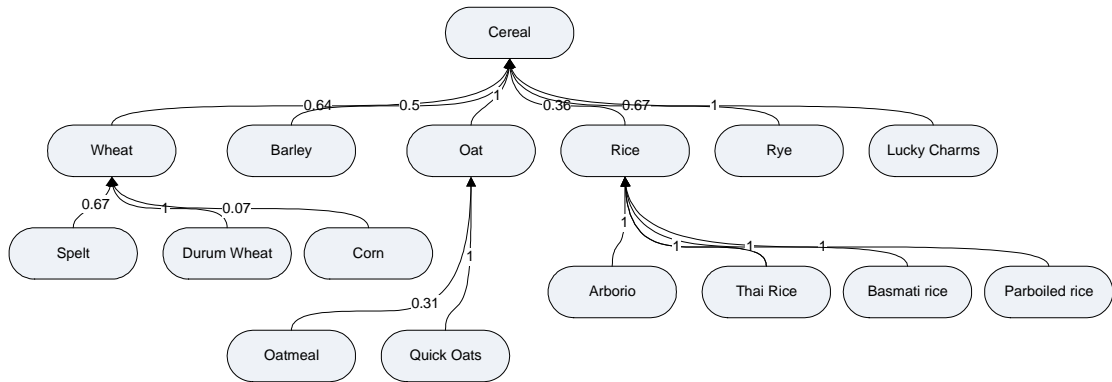 Cereal
0.64 0.5 1 0.36 0.67 1
Wheat Barley Oat Rice Rye Lucky Charms
0.67 1 0.07 1 1 1 1
Spelt Durum Wheat Corn
1
Arborio Thai Rice Basmati rice Parboiled rice
0.31
Oatmeal Quick Oats